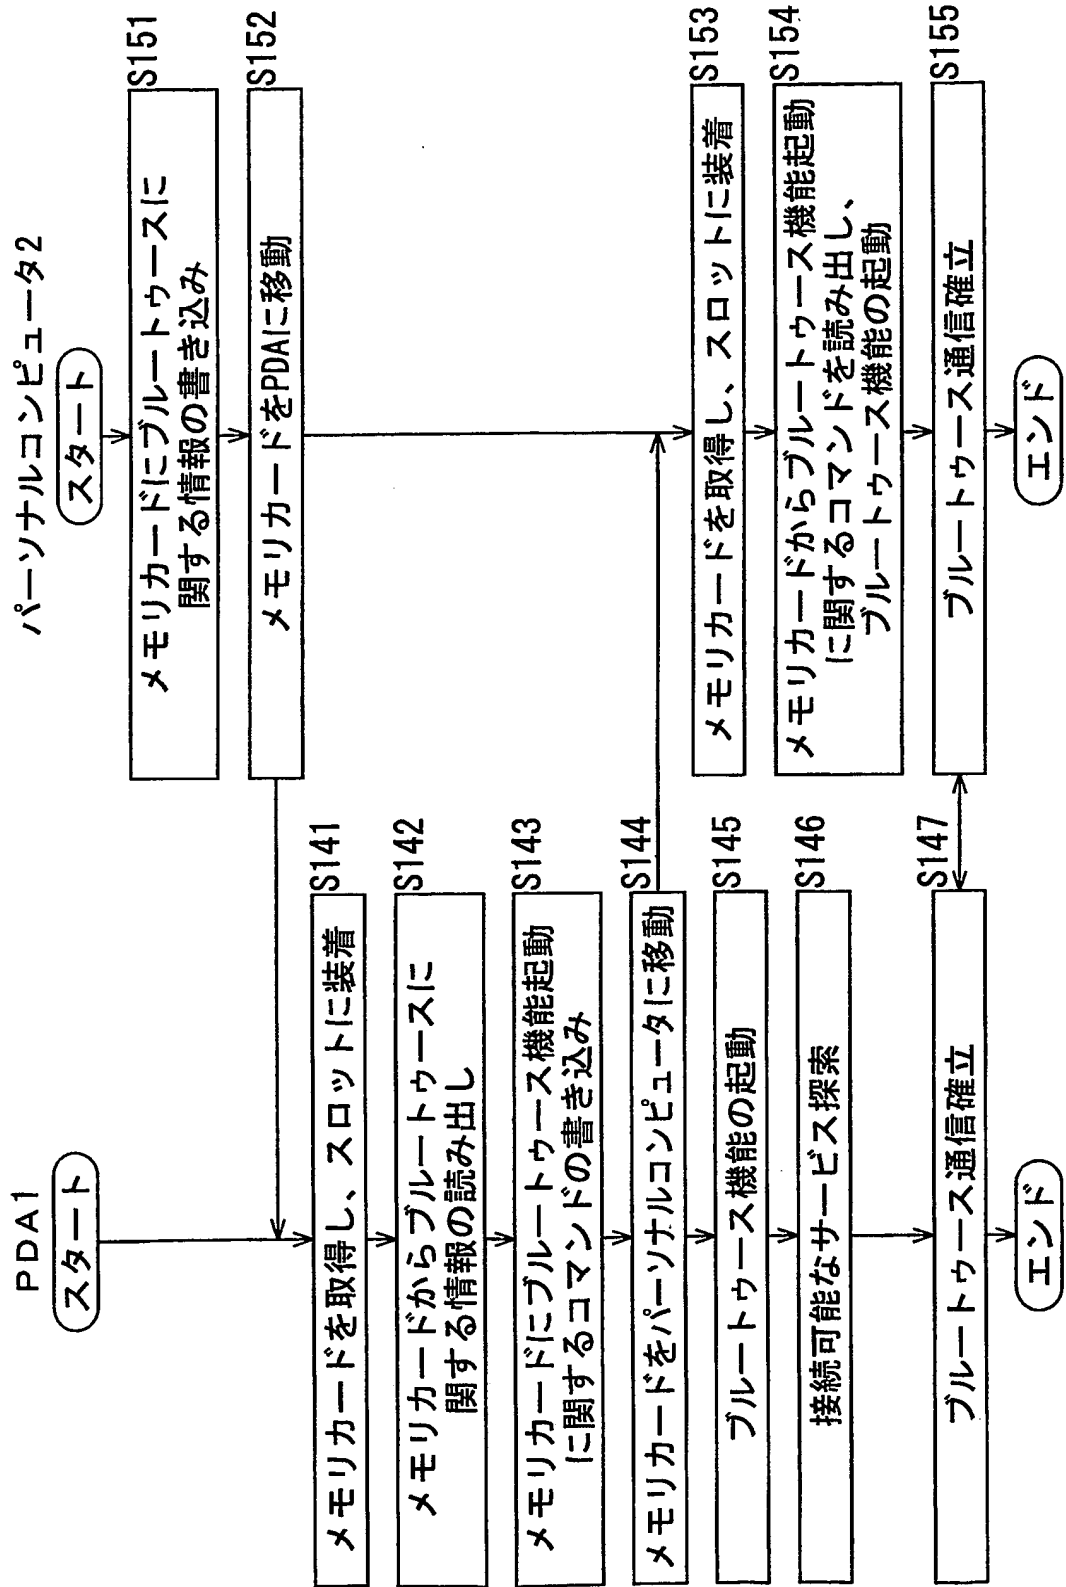 PDA1
スタート
メモリカードを取得し、スロットに装着
S141
メモリカードからブルートゥースに
関する情報の読み出し
S142
メモリカードにブルートゥース機能起動
に関するコマンドの書き込み
S143
メモリカードをパーソナルコンピュータに移動
S144
ブルートゥース機能の起動
S145
接続可能なサービス探索
S146
ブルートゥース通信確立
S147
エンド
パーソナルコンピュータ2
スタート
メモリカードにブルートゥースに
関する情報の書き込み
S151
メモリカードをPDAに移動
S152
メモリカードを取得し、スロットに装着
S153
メモリカードからブルートゥース機能起動
に関するコマンドを読み出し、
ブルートゥース機能の起動
S154
ブルートゥース通信確立
S155
エンド